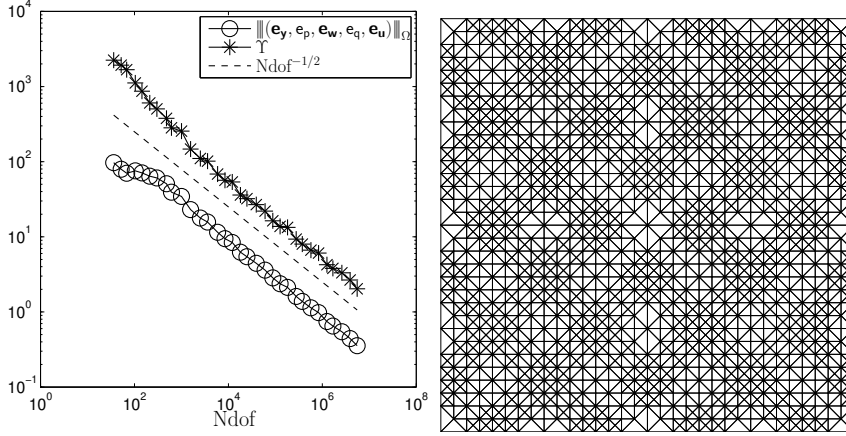 10^4
10^3
10^2
10^1
10^0
10^{-1}
10^0 10^2 10^4 10^6 10^8
Ndof
|||(e_y, e_p, e_w, e_q, e_u)|||_Ω
Υ
Ndof^{-1/2}